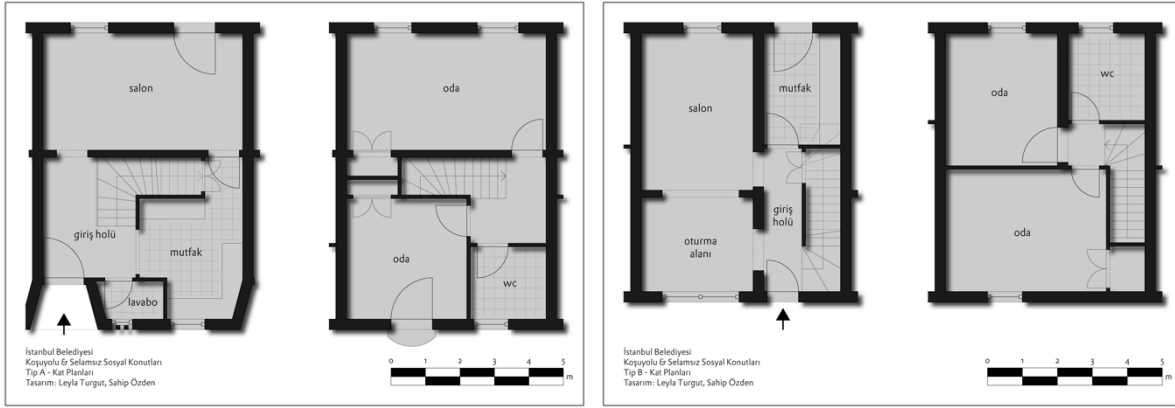 salon
giriş holü
mutfak
lavabo
oda
oda
wc
İstanbul Belediyesi
Koşuyolu & Selamsız Sosyal Konutları
Tip A - Kat Planları
Tasarım: Leyla Turgut, Sahip Özden
0 1 2 3 4 5
m
salon
mutfak
giriş
holü
oturma
alanı
oda
wc
oda
İstanbul Belediyesi
Koşuyolu & Selamsız Sosyal Konutları
Tip B - Kat Planları
Tasarım: Leyla Turgut, Sahip Özden
0 1 2 3 4 5
m